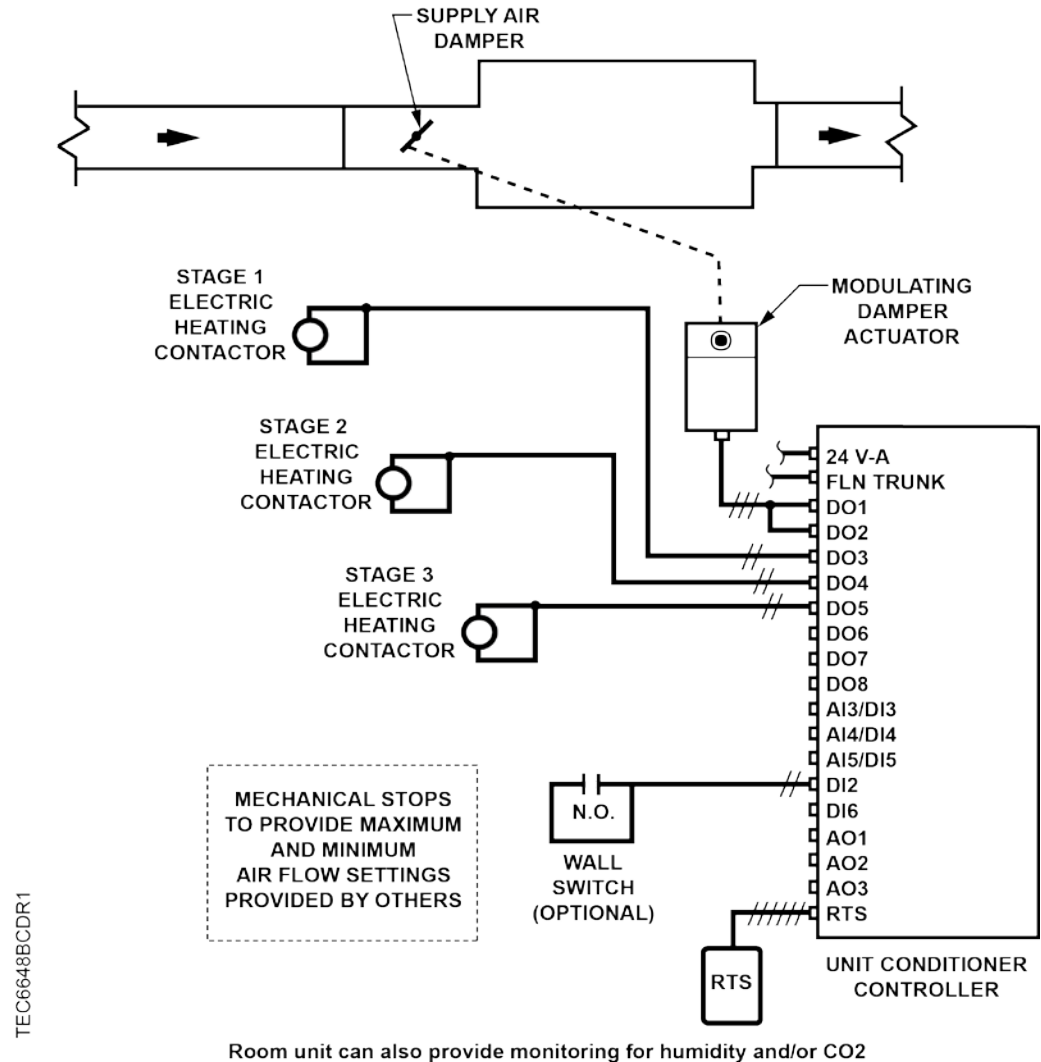 SUPPLY AIR
DAMPER
STAGE 1
ELECTRIC
HEATING
CONTACTOR
MODULATING
DAMPER
ACTUATOR
STAGE 2
ELECTRIC
HEATING
CONTACTOR
STAGE 3
ELECTRIC
HEATING
CONTACTOR
24 V-A
FLN TRUNK
DO1
DO2
DO3
DO4
DO5
DO6
DO7
DO8
AI3/DI3
AI4/DI4
AI5/DI5
DI2
DI6
AO1
AO2
AO3
RTS
MECHANICAL STOPS
TO PROVIDE MAXIMUM
AND MINIMUM
AIR FLOW SETTINGS
PROVIDED BY OTHERS
N.O.
WALL
SWITCH
(OPTIONAL)
RTS
UNIT CONDITIONER
CONTROLLER
TEC6648BCDR1
Room unit can also provide monitoring for humidity and/or CO2